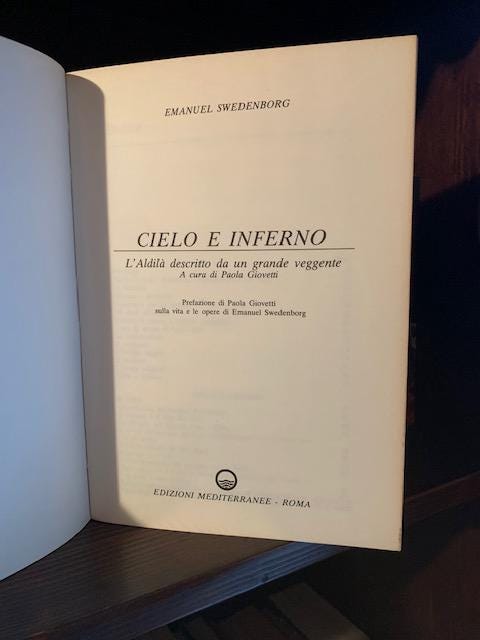 EMANUEL SWEDENBORG
CIELO E INFERNO
L'Aldilà descritto da un grande veggente
A cura di Paola Giovetti
Prefazione di Paola Giovetti
sulla vita e le opere di Emanuel Swedenborg
EDIZIONI MEDITERRANEE - ROMA